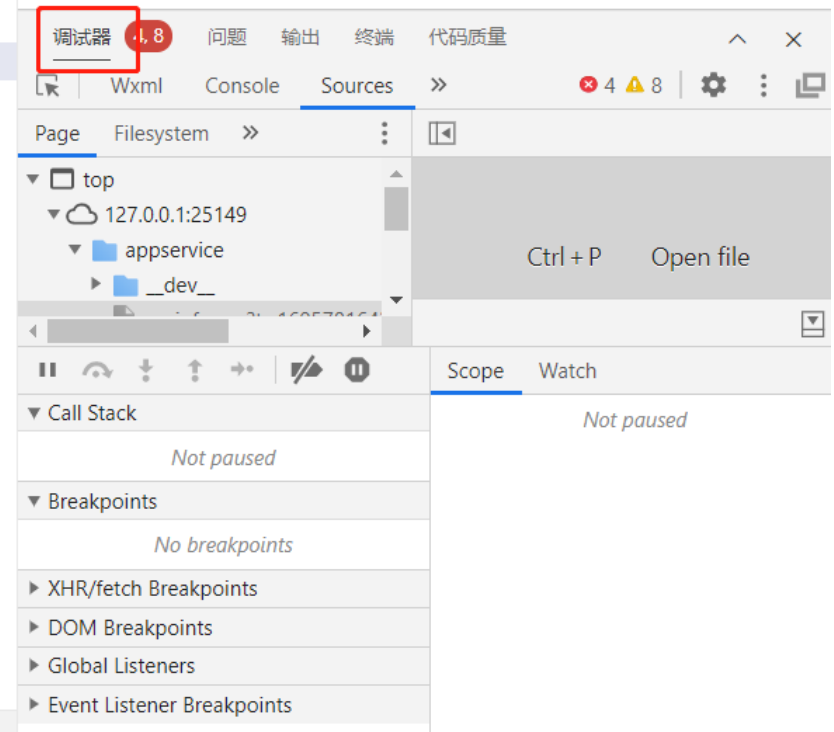 调试器 4, 8 问题 输出 终端 代码质量
Wxml Console Sources 4 8
Page Filesystem
top
127.0.0.1:25149
appservice
Ctrl + P Open file
__dev__
Scope Watch
Call Stack
Not paused
Not paused
Breakpoints
No breakpoints
XHR/fetch Breakpoints
DOM Breakpoints
Global Listeners
Event Listener Breakpoints